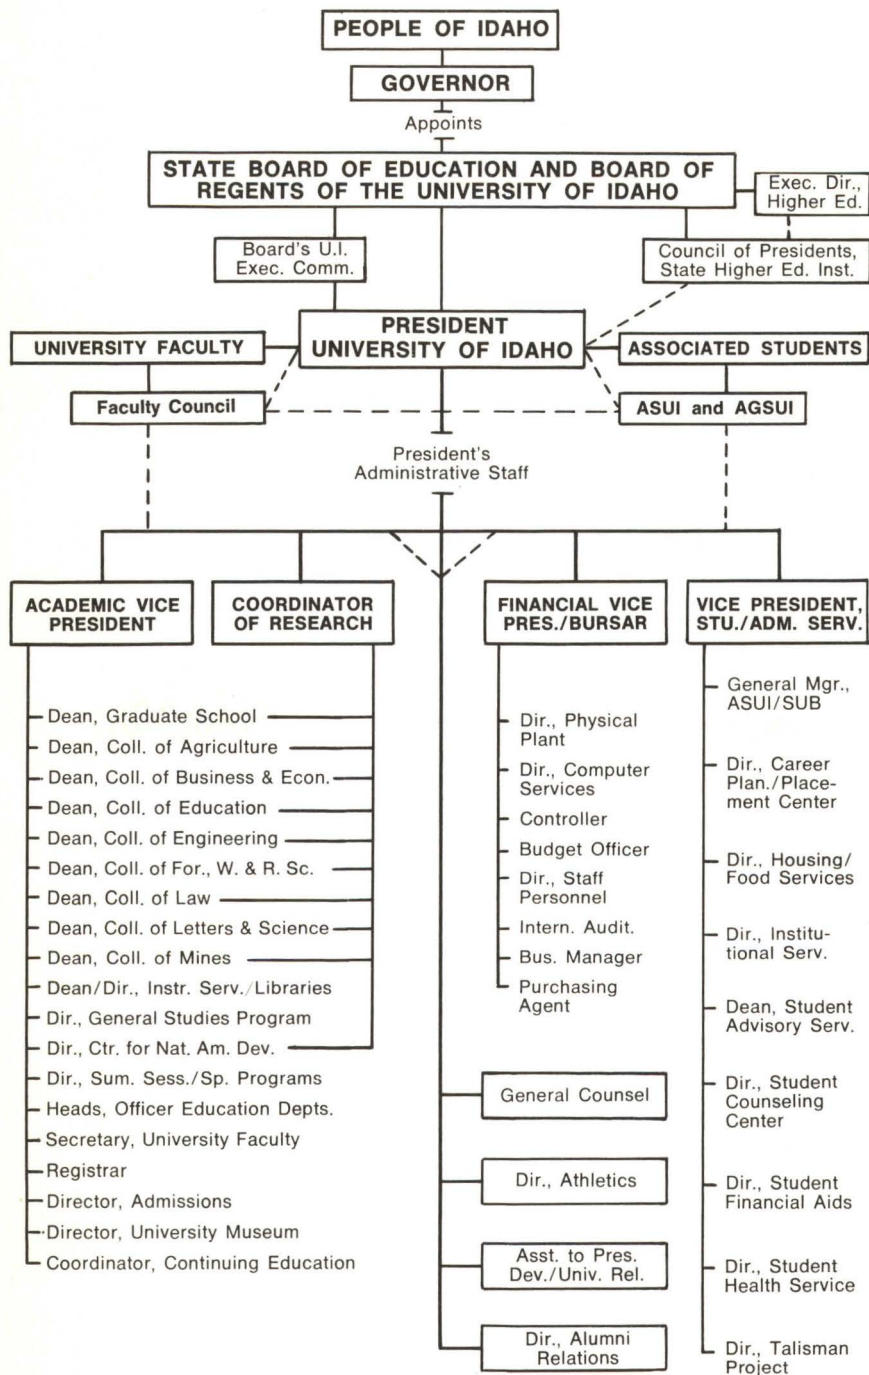 PEOPLE OF IDAHO
GOVERNOR
Appoints
STATE BOARD OF EDUCATION AND BOARD OF
REGENTS OF THE UNIVERSITY OF IDAHO
Exec. Dir.,
Higher Ed.
Board's U.I.
Exec. Comm.
Council of Presidents,
State Higher Ed. Inst.
PRESIDENT
UNIVERSITY OF IDAHO
UNIVERSITY FACULTY
ASSOCIATED STUDENTS
Faculty Council
ASUI and AGSUI
President's
Administrative Staff
ACADEMIC VICE
PRESIDENT
COORDINATOR
OF RESEARCH
FINANCIAL VICE
PRES./BURSAR
VICE PRESIDENT,
STU./ADM. SERV.
Dean, Graduate School
Dean, Coll. of Agriculture
Dean, Coll. of Business & Econ.
Dean, Coll. of Education
Dean, Coll. of Engineering
Dean, Coll. of For., W. & R. Sc.
Dean, Coll. of Law
Dean, Coll. of Letters & Science
Dean, Coll. of Mines
Dean/Dir., Instr. Serv./Libraries
Dir., General Studies Program
Dir., Ctr. for Nat. Am. Dev.
Dir., Sum. Sess./Sp. Programs
Heads, Officer Education Depts.
Secretary, University Faculty
Registrar
Director, Admissions
Director, University Museum
Coordinator, Continuing Education
Dir., Physical
Plant
Dir., Computer
Services
Controller
Budget Officer
Dir., Staff
Personnel
Intern. Audit.
Bus. Manager
Purchasing
Agent
General Counsel
Dir., Athletics
Asst. to Pres.
Dev./Univ. Rel.
Dir., Alumni
Relations
General Mgr.,
ASUI/SUB
Dir., Career
Plan./Place-
ment Center
Dir., Housing/
Food Services
Dir., Institu-
tional Serv.
Dean, Student
Advisory Serv.
Dir., Student
Counseling
Center
Dir., Student
Financial Aids
Dir., Student
Health Service
Dir., Talisman
Project